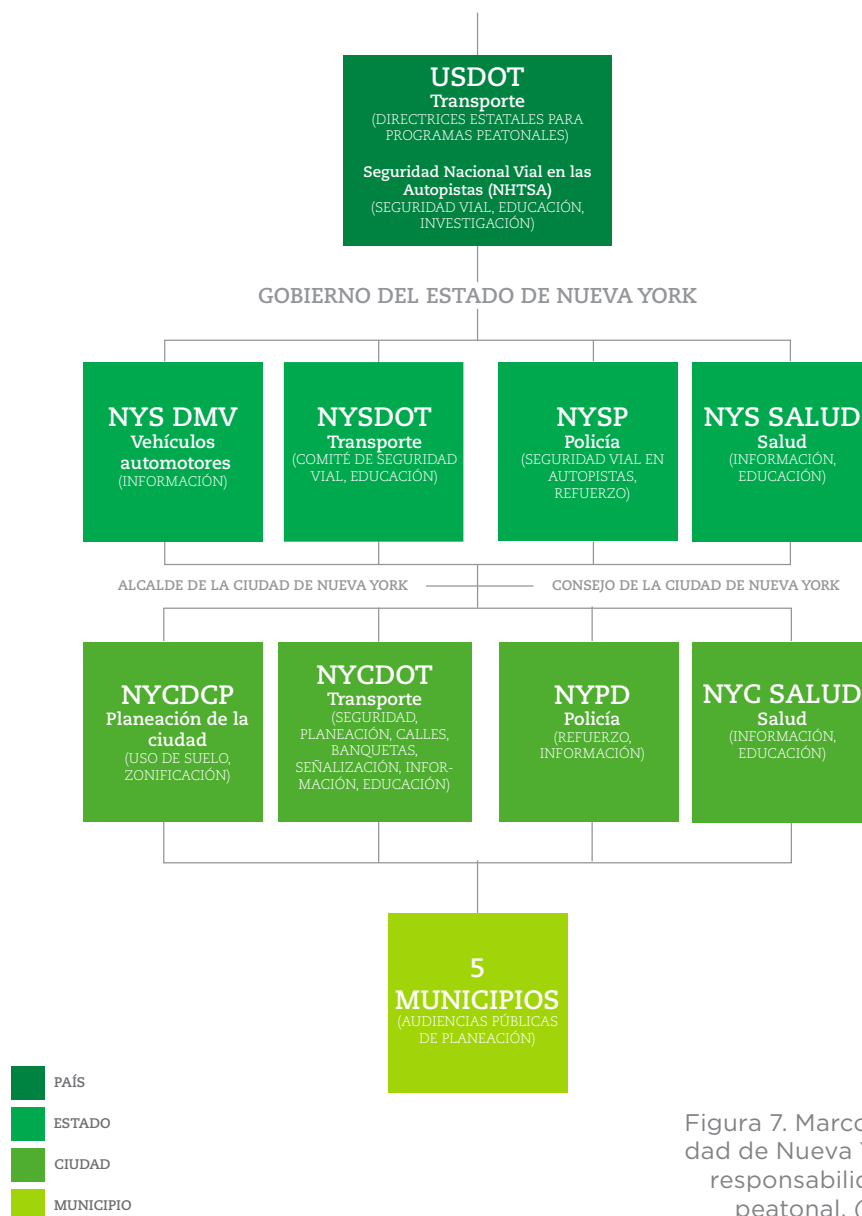 USDOT
Transporte
(DIRECTRICES ESTATALES PARA
PROGRAMAS PEATONALES)
Seguridad Nacional Vial en las
Autopistas (NHTSA)
(SEGURIDAD VIAL, EDUCACIÓN,
INVESTIGACIÓN)
GOBIERNO DEL ESTADO DE NUEVA YORK
NYS DMV
Vehículos
automotores
(INFORMACIÓN)
NYSDOT
Transporte
(COMITÉ DE SEGURIDAD
VIAL, EDUCACIÓN)
NYSP
Policía
(SEGURIDAD VIAL EN
AUTOPISTAS,
REFUERZO)
NYS SALUD
Salud
(INFORMACIÓN,
EDUCACIÓN)
ALCALDE DE LA CIUDAD DE NUEVA YORK
CONSEJO DE LA CIUDAD DE NUEVA YORK
NYCDCP
Planeación de la
ciudad
(USO DE SUELO,
ZONIFICACIÓN)
NYCDOT
Transporte
(SEGURIDAD,
PLANEACIÓN, CALLES,
BANQUETAS,
SEÑALIZACIÓN, INFOR-
MACIÓN, EDUCACIÓN)
NYPD
Policía
(REFUERZO,
INFORMACIÓN)
NYC SALUD
Salud
(INFORMACIÓN,
EDUCACIÓN)
5
MUNICIPIOS
(AUDIENCIAS PÚBLICAS
DE PLANEACIÓN)
PAÍS
ESTADO
CIUDAD
MUNICIPIO
Figura 7. Marco
dad de Nueva
responsabili
peatonal.